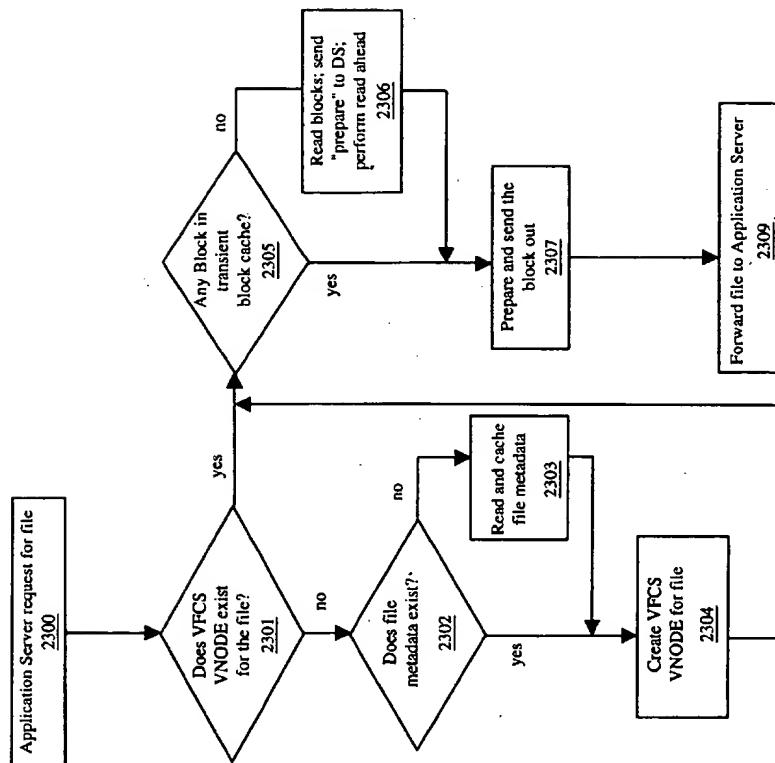 Application Server request for file
2300
Does VFCS
VNODE exist
for the file?
2301
yes
no
Does file
metadata exist?
2302
no
yes
Read and cache
file metadata
2303
Create VFCS
VNODE for file
2304
Any Block in
transient
block cache?
2305
no
yes
Read blocks; send
"prepare" to DS;
perform read ahead
2306
Prepare and send the
block out
2307
Forward file to Application Server
2309